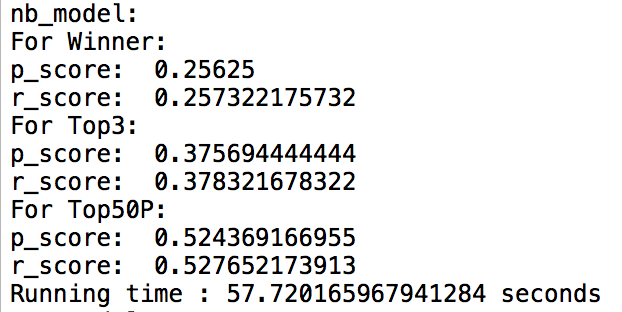 nb_model:
For Winner:
p_score:  0.25625
r_score:  0.257322175732
For Top3:
p_score:  0.375694444444
r_score:  0.378321678322
For Top50P:
p_score:  0.524369166955
r_score:  0.527652173913
Running time : 57.720165967941284 seconds